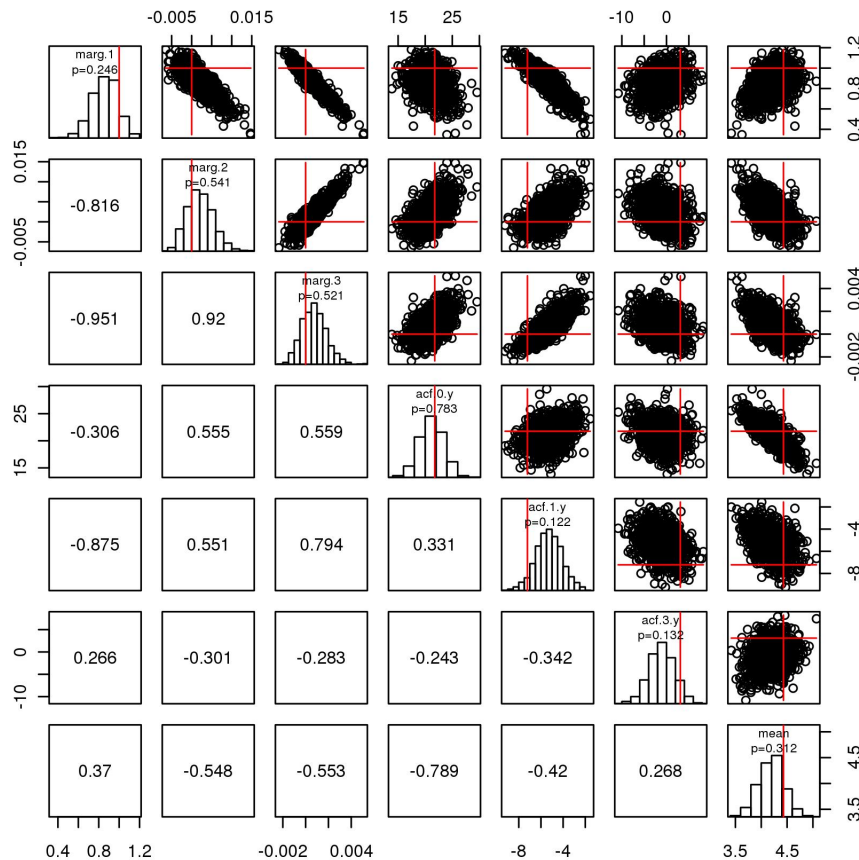 -0.005 0.015 15 25 -10 0
marg.1
p=0.246
0.4 0.8 1.2
-0.005 0.015
-0.816
marg.2
p=0.541
-0.951
0.92
marg.3
p=0.521
-0.002 0.004
15 25
-0.306
0.555
0.559
acf.0.y
p=0.783
-0.875
0.551
0.794
0.331
acf.1.y
p=0.122
-8 -4
-10 0
0.266
-0.301
-0.283
-0.243
-0.342
acf.3.y
p=0.132
0.37
-0.548
-0.553
-0.789
-0.42
0.268
mean
p=0.312
3.5 4.5
0.4 0.8 1.2 -0.002 0.004 -8 -4 3.5 4.5